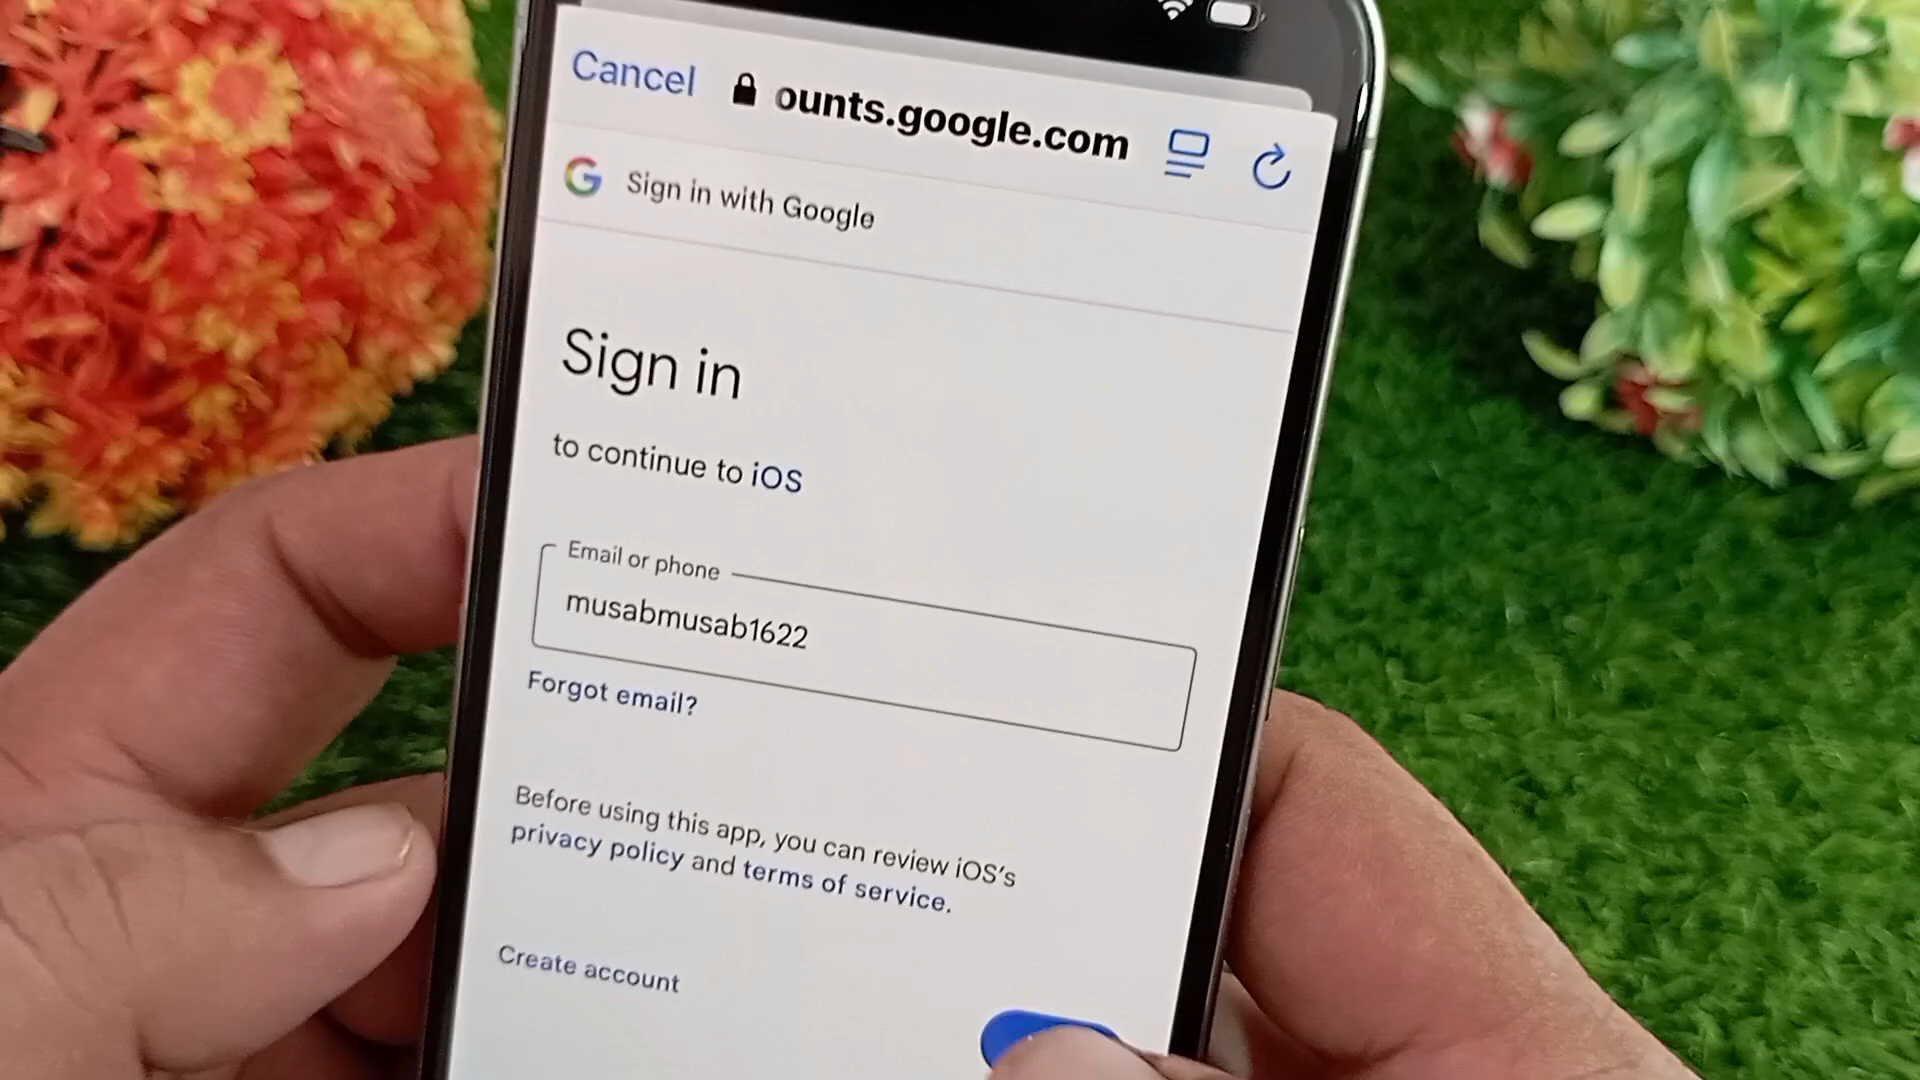 Cancel ounts.google.com
Sign in with Google
Sign in
to continue to iOS
Email or phone
musabmusab1622
Forgot email?
Before using this app, you can review iOS's
privacy policy and terms of service.
Create account